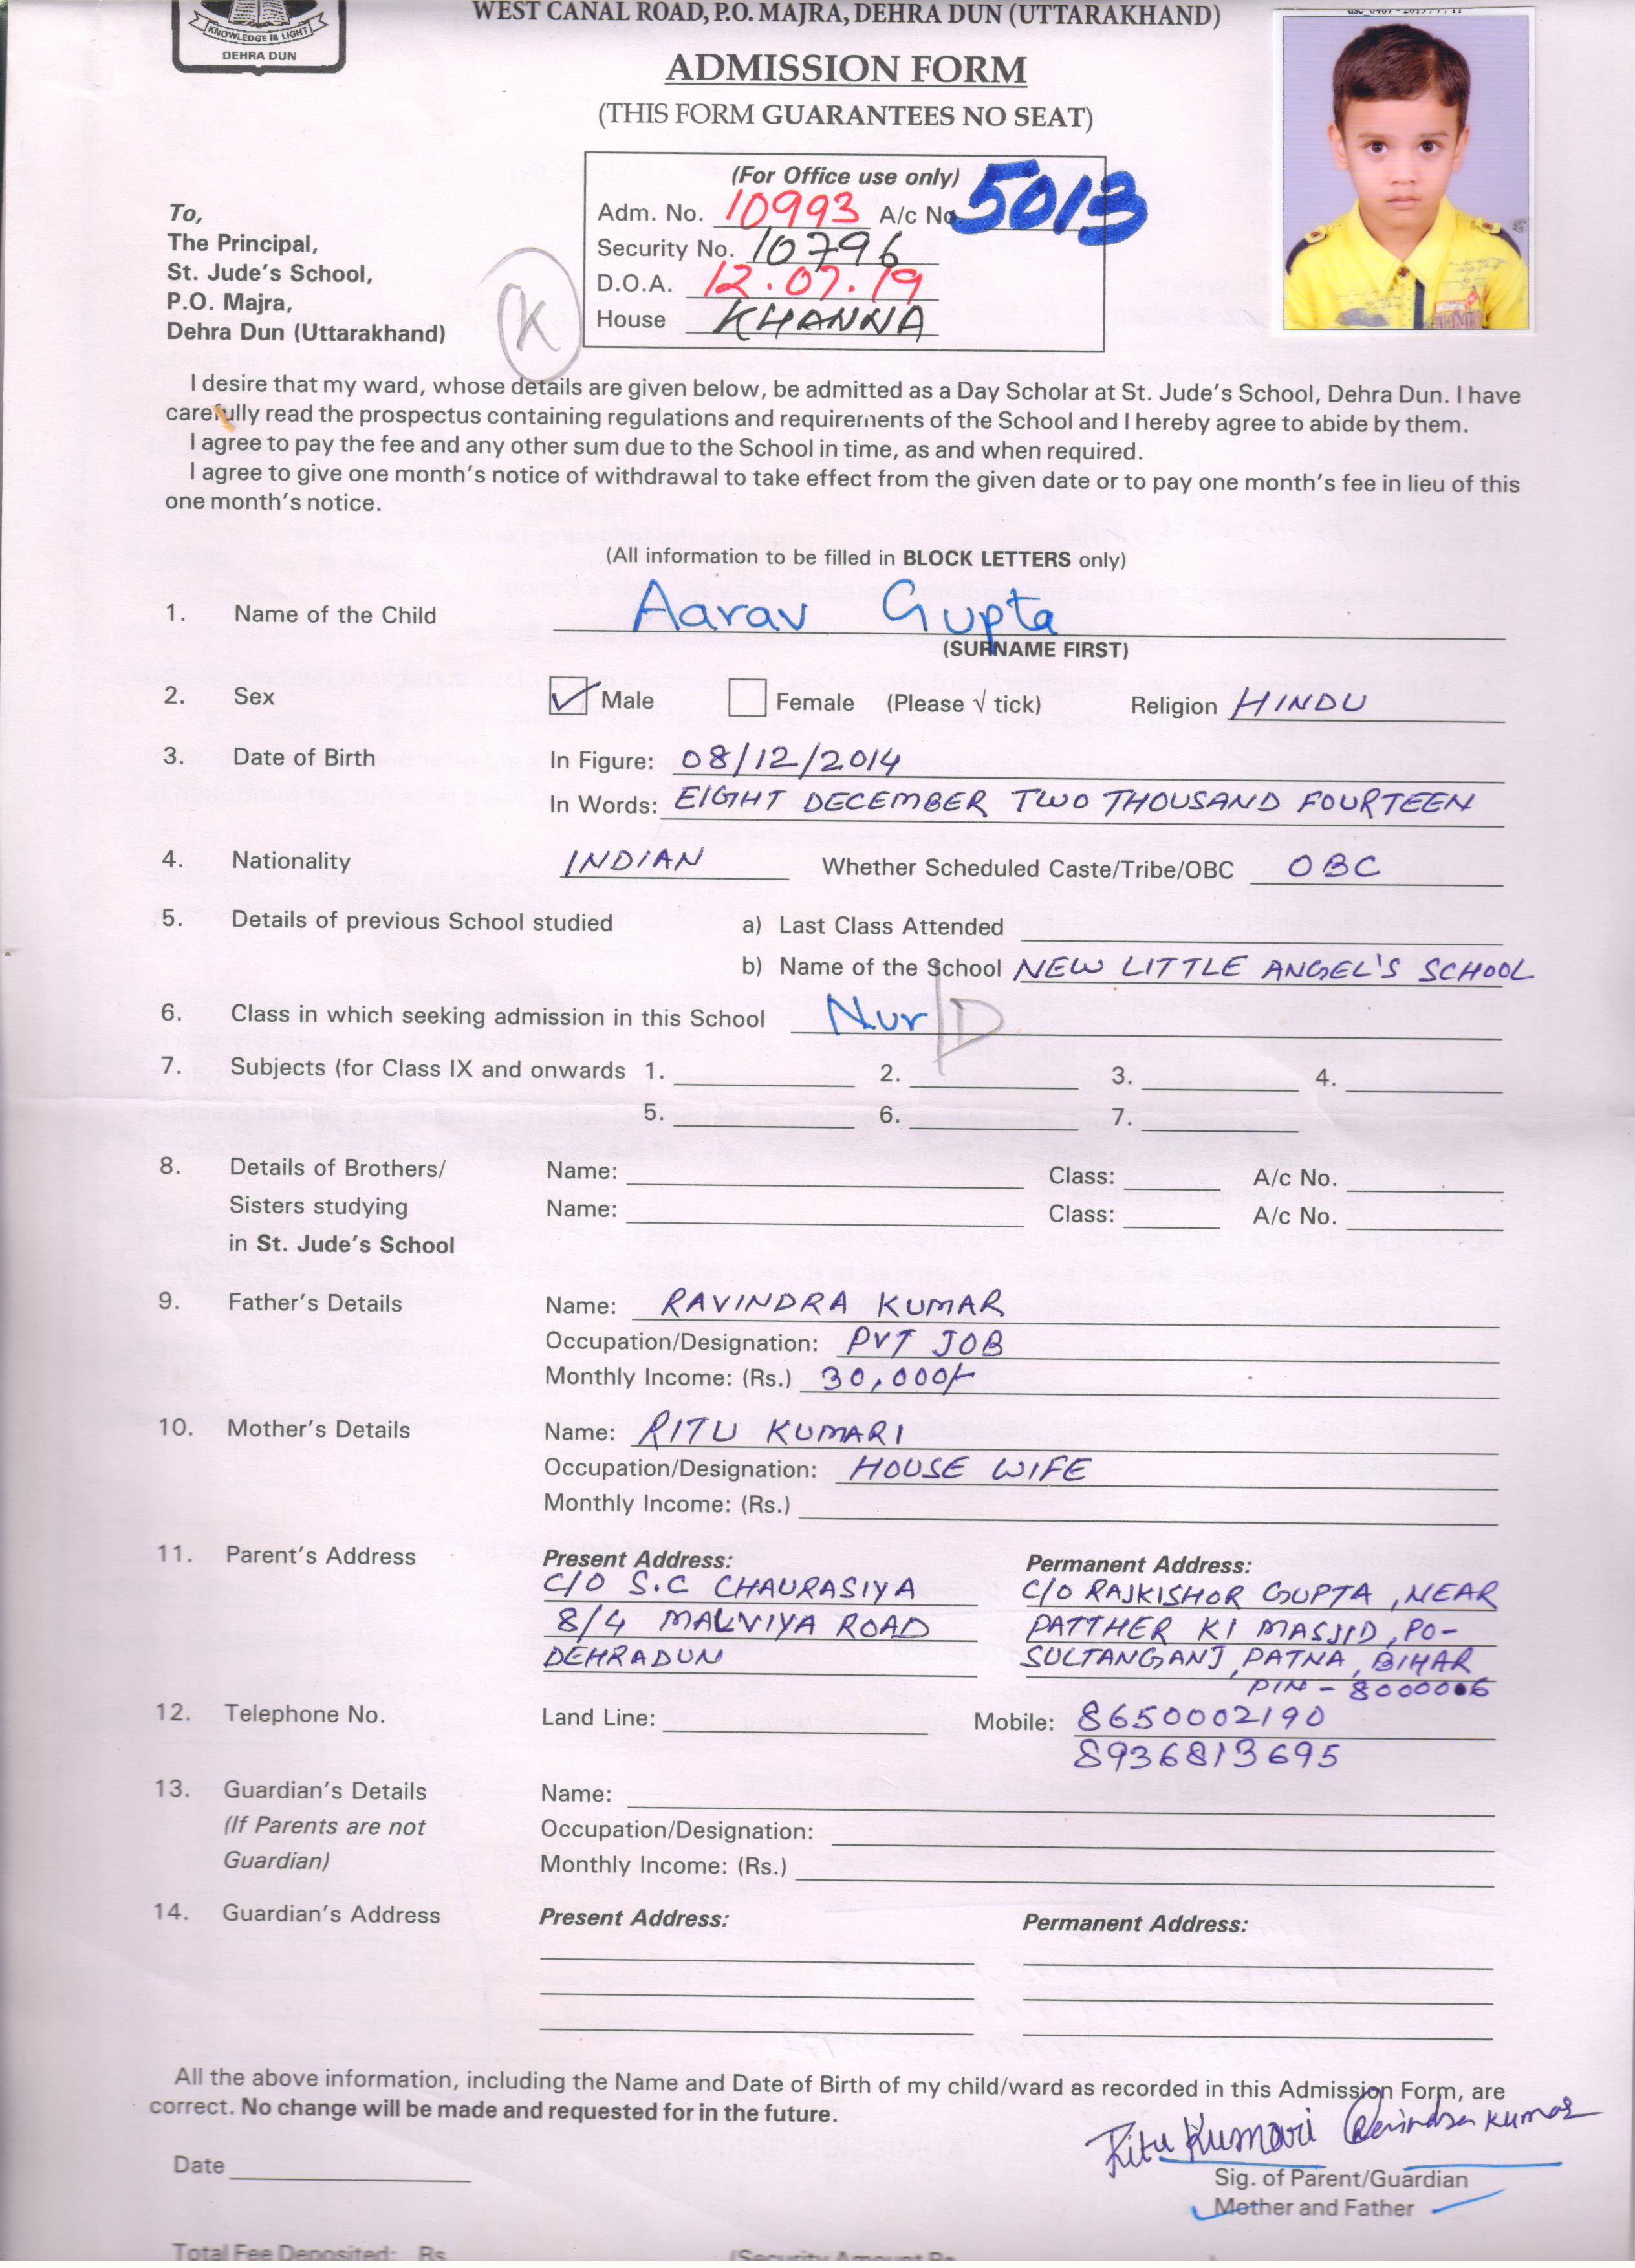 WEST CANAL ROAD, P.O. MAJRA, DEHRA DUN (UTTARAKHAND)
KNOWLEDGE IS LIGHT
DEHRA DUN
ADMISSION FORM
(THIS FORM GUARANTEES NO SEAT)
(For Office use only)
Adm. No. 10993 A/c No. 5013
Security No. 10796
D.O.A. 12.07.19
House KHANNA
To,
The Principal,
St. Jude's School,
P.O. Majra,
Dehra Dun (Uttarakhand)
K
I desire that my ward, whose details are given below, be admitted as a Day Scholar at St. Jude's School, Dehra Dun. I have
carefully read the prospectus containing regulations and requirements of the School and I hereby agree to abide by them.
I agree to pay the fee and any other sum due to the School in time, as and when required.
I agree to give one month's notice of withdrawal to take effect from the given date or to pay one month's fee in lieu of this
one month's notice.
(All information to be filled in BLOCK LETTERS only)
1. Name of the Child Aarav Gupta
(SURNAME FIRST)
2. Sex Male Female (Please √ tick) Religion HINDU
3. Date of Birth In Figure: 08/12/2014
In Words: EIGHT DECEMBER TWO THOUSAND FOURTEEN
4. Nationality INDIAN Whether Scheduled Caste/Tribe/OBC OBC
5. Details of previous School studied a) Last Class Attended
b) Name of the School NEW LITTLE ANGEL'S SCHOOL
6. Class in which seeking admission in this School Nur/D
7. Subjects (for Class IX and onwards 1. 2. 3. 4.
5. 6. 7.
8. Details of Brothers/ Name: Class: A/c No.
Sisters studying Name: Class: A/c No.
in St. Jude's School
9. Father's Details Name: RAVINDRA KUMAR
Occupation/Designation: PVT JOB
Monthly Income: (Rs.) 30,000/-
10. Mother's Details Name: RITU KUMARI
Occupation/Designation: HOUSE WIFE
Monthly Income: (Rs.)
11. Parent's Address Present Address: Permanent Address:
C/O S.C CHAURASIYA C/O RAJKISHOR GUPTA, NEAR
8/4 MALVIYA ROAD PATTHER KI MASJID, PO-
DEHRADUN SULTANGANJ, PATNA, BIHAR
PIN - 800006
12. Telephone No. Land Line: Mobile: 8650002190
8936813695
13. Guardian's Details Name:
(If Parents are not Occupation/Designation:
Guardian) Monthly Income: (Rs.)
14. Guardian's Address Present Address: Permanent Address:
All the above information, including the Name and Date of Birth of my child/ward as recorded in this Admission Form, are
correct. No change will be made and requested for in the future.
Ritu Kumari Ravindra Kumar
Date
Sig. of Parent/Guardian
Mother and Father
Total Fee Deposited: Rs. (Security Amount Rs.